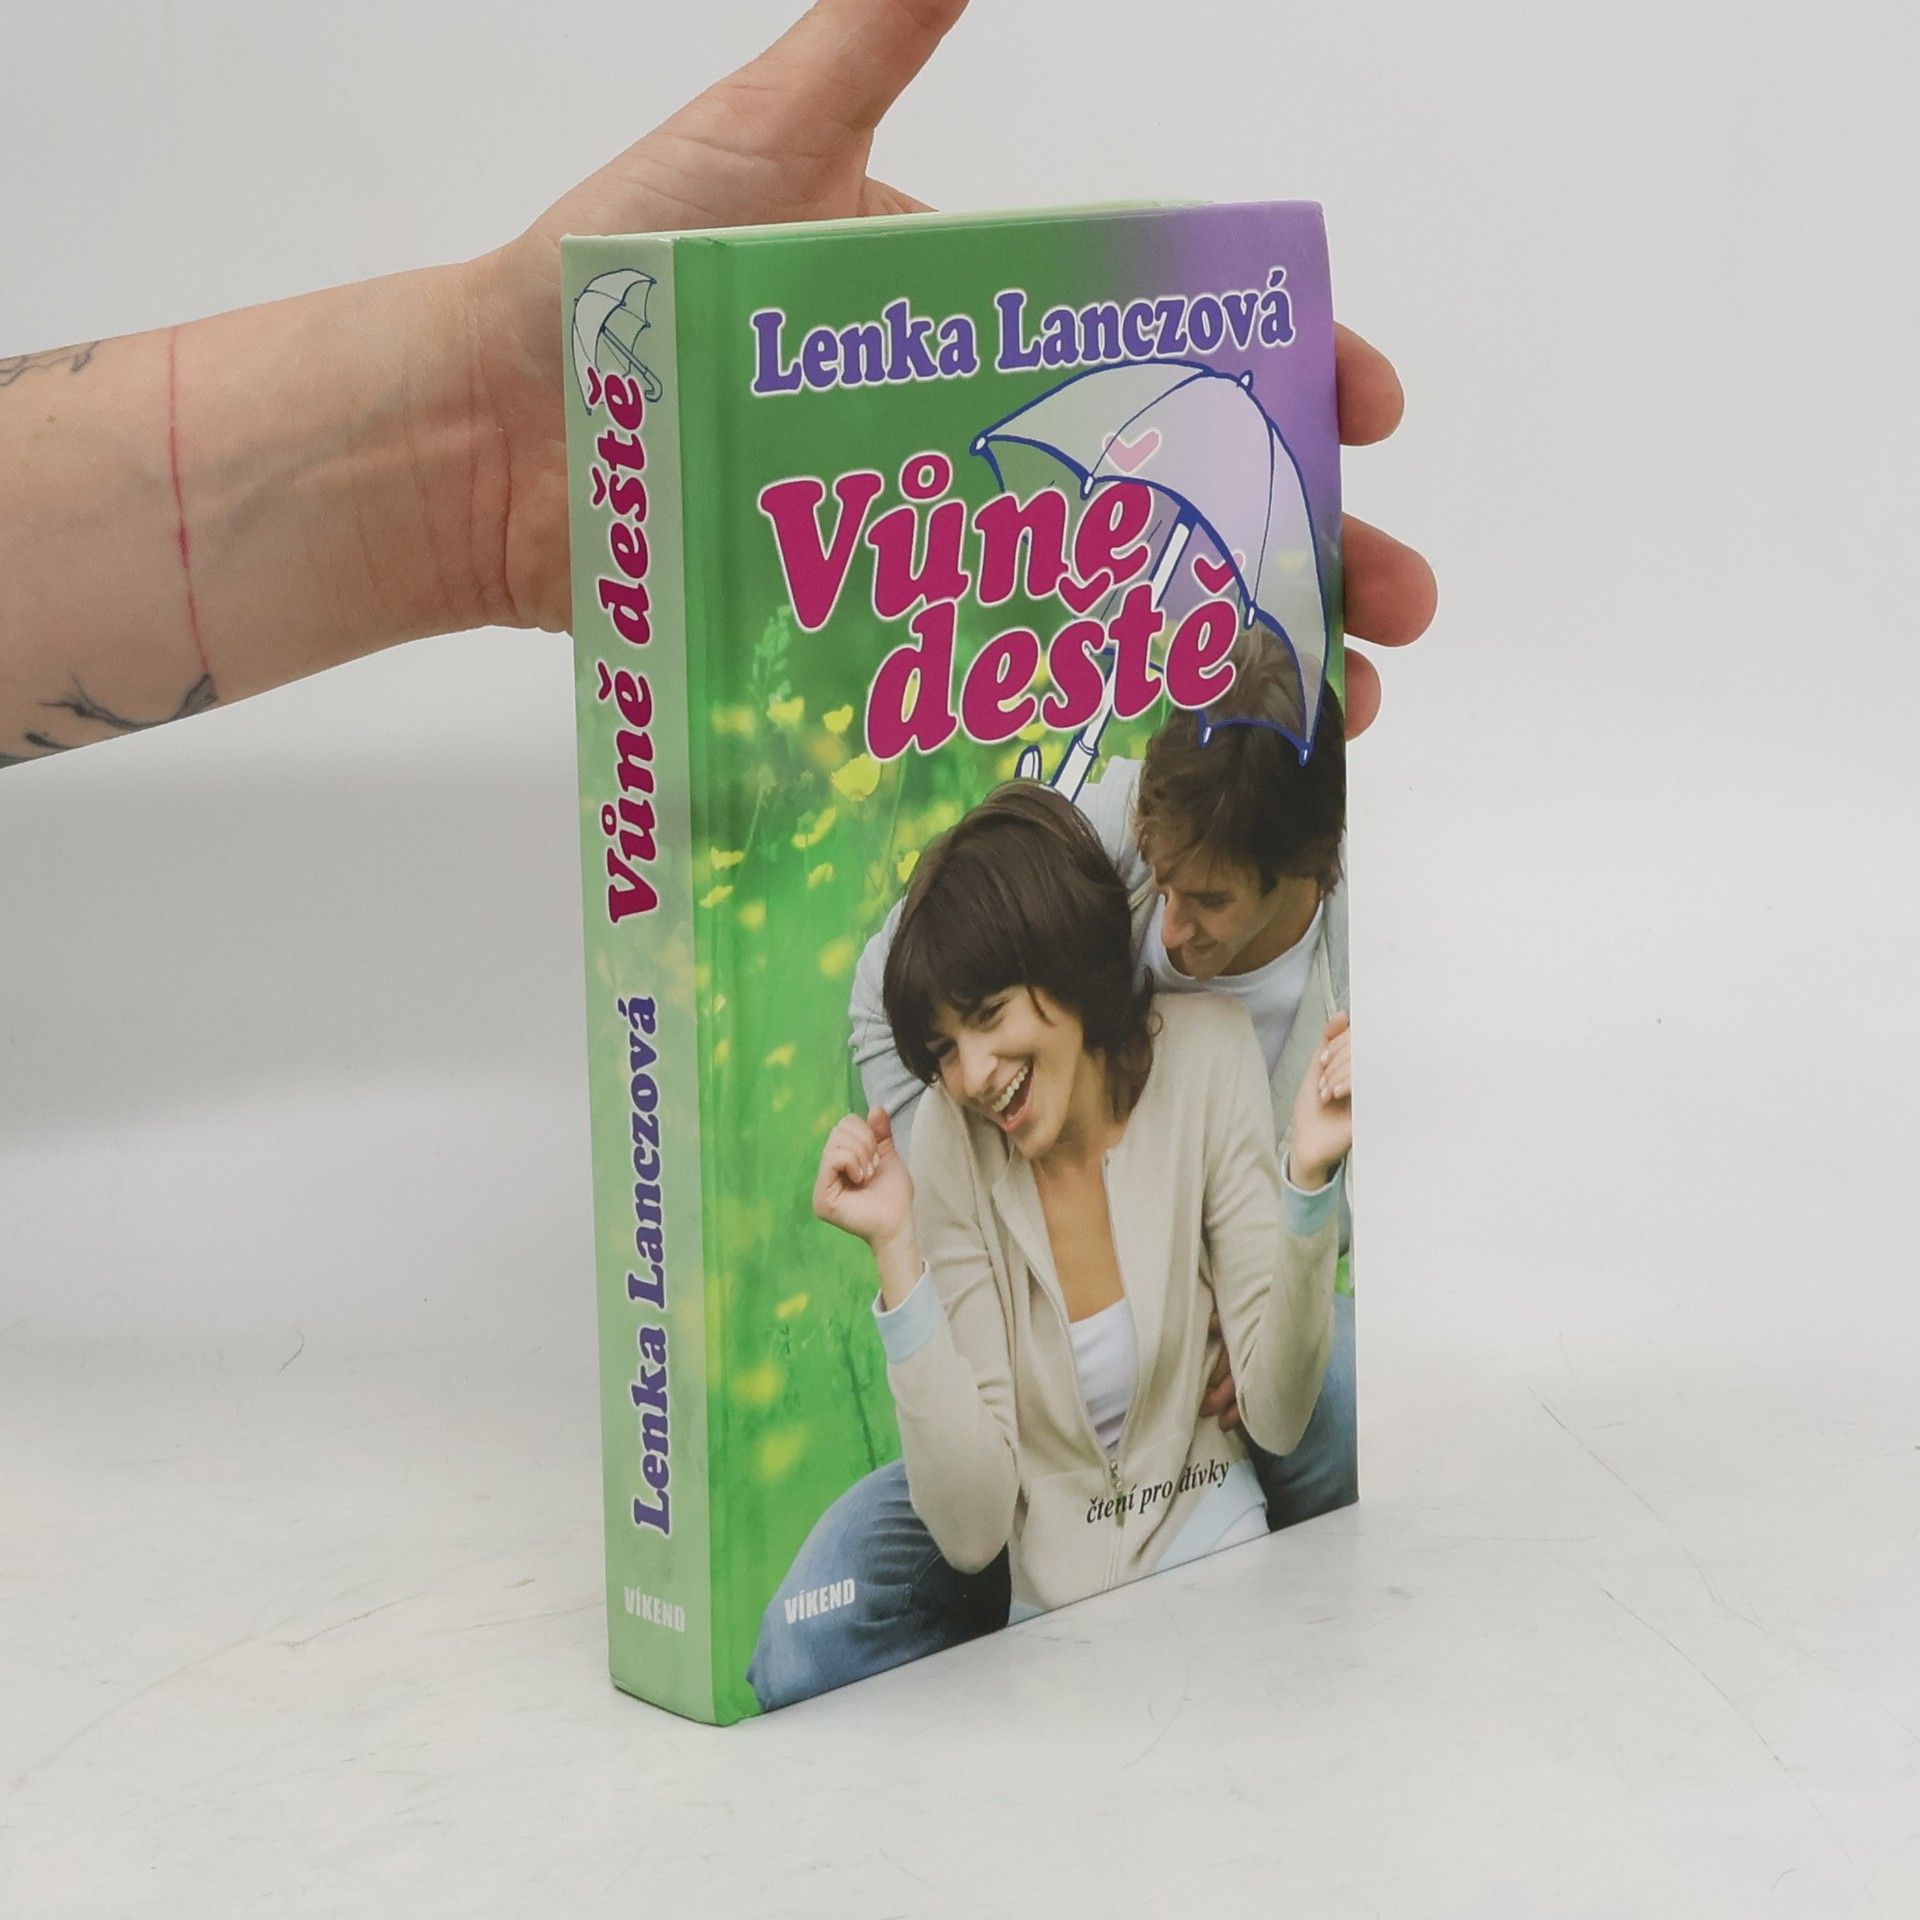 Lenka Lanczová
Vůně
deště
čtení pro dívky
VÍKEND
Lenka Lanczová Vůně deště
VÍKEND